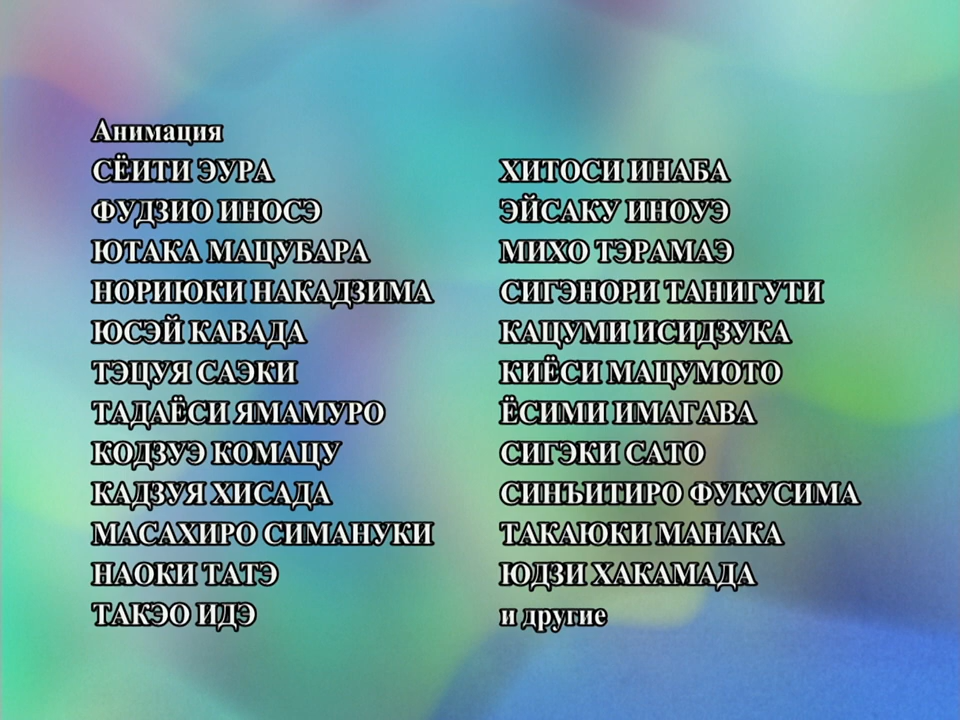 Анимация
СЁИТИ ЭУРА
ФУДЗИО ИНОСЭ
ЮТАКА МАЦУБАРА
НОРИЮКИ НАКАДЗИМА
ЮСЭЙ КАВАДА
ТЭЦУЯ САЭКИ
ТАДАЁСИ ЯМАМУРО
КОДЗУЭ КОМАЦУ
КАДЗУЯ ХИСАДА
МАСАХИРО СИМАНУКИ
НАОКИ ТАТЭ
ТАКЭО ИДЭ
ХИТОСИ ИНАБА
ЭЙСАКУ ИНОУЭ
МИХО ТЭРАМАЭ
СИГЭНОРИ ТАНИГУТИ
КАЦУМИ ИСИДЗУКА
КИЁСИ МАЦУМОТО
ЁСИМИ ИМАГАВА
СИГЭКИ САТО
СИНЪИТИРО ФУКУСИМА
ТАКАЮКИ МАНАКА
ЮДЗИ ХАКАМАДА
и другие